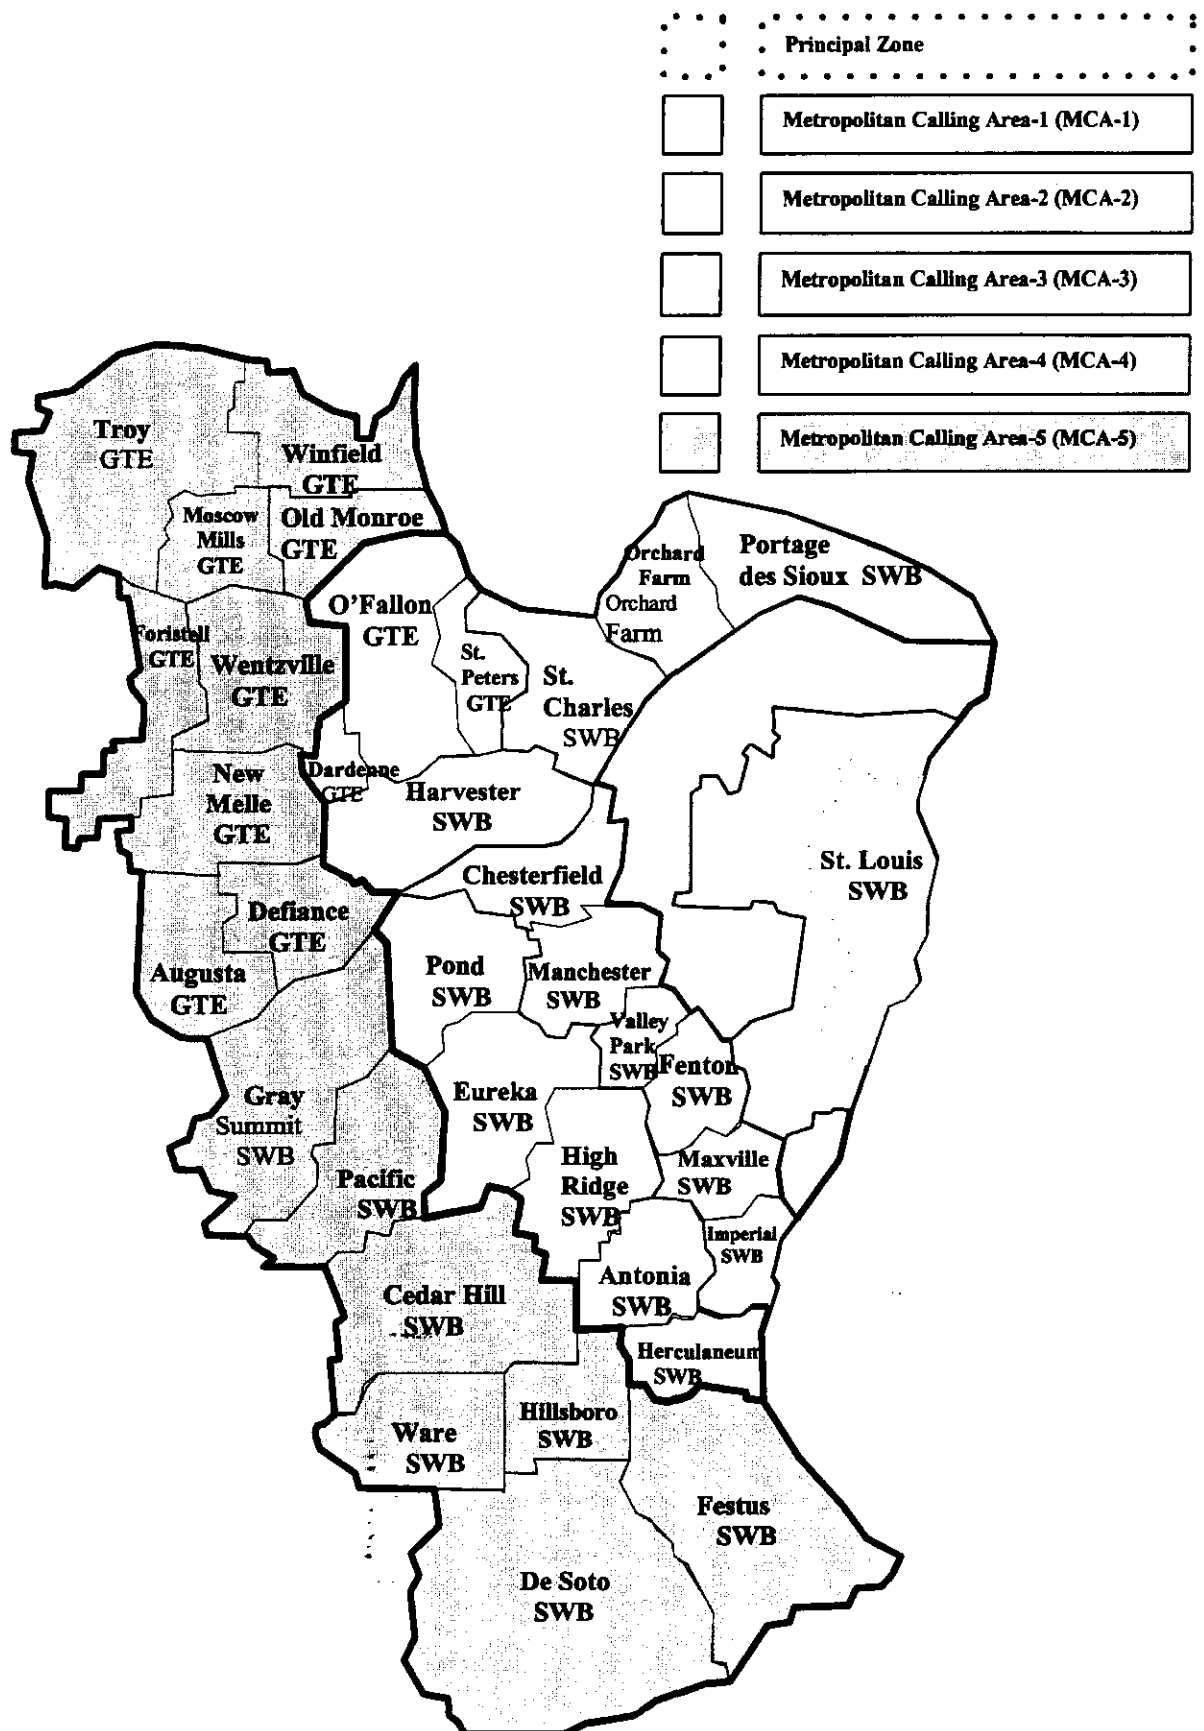 Principal Zone
Metropolitan Calling Area-1 (MCA-1)
Metropolitan Calling Area-2 (MCA-2)
Metropolitan Calling Area-3 (MCA-3)
Metropolitan Calling Area-4 (MCA-4)
Metropolitan Calling Area-5 (MCA-5)
Troy
GTE
Winfield
GTE
Moscow
Mills
GTE
Old Monroe
GTE
Orchard
Farm
Orchard
Farm
Portage
des Sioux SWB
O'Fallon
GTE
Foristell
GTE
Wentzville
GTE
St.
Peters
GTE
St.
Charles
SWB
New
Melle
GTE
Dardenne
GTE
Harvester
SWB
St. Louis
SWB
Chesterfield
SWB
Defiance
GTE
Augusta
GTE
Pond
SWB
Manchester
SWB
Valley
Park
SWB
Fenton
SWB
Eureka
SWB
Gray
Summit
SWB
Pacific
SWB
High
Ridge
SWB
Maxville
SWB
Imperial
SWB
Antonia
SWB
Cedar Hill
SWB
Herculaneum
SWB
Hillsboro
SWB
Ware
SWB
Festus
SWB
De Soto
SWB